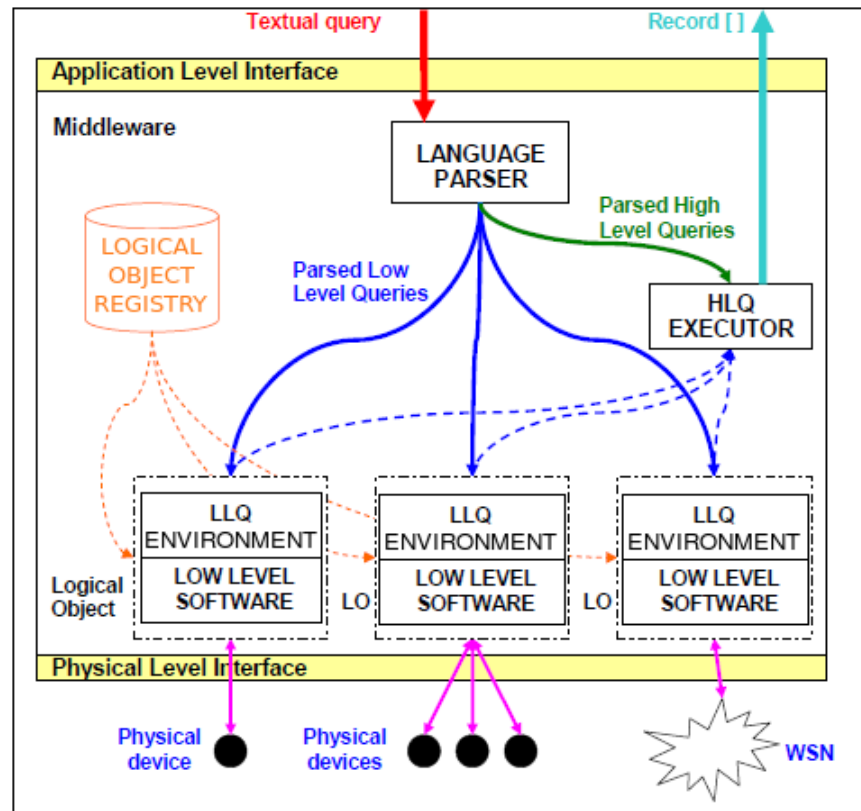 Textual query
Record [ ]
Application Level Interface
Middleware
LANGUAGE
PARSER
Parsed High
Level Queries
LOGICAL
OBJECT
REGISTRY
Parsed Low
Level Queries
HLQ
EXECUTOR
LLQ
ENVIRONMENT
LOW LEVEL
SOFTWARE
LLQ
ENVIRONMENT
LOW LEVEL
SOFTWARE
LLQ
ENVIRONMENT
LOW LEVEL
SOFTWARE
Logical
Object
LO
LO
Physical Level Interface
Physical
device
Physical
devices
WSN